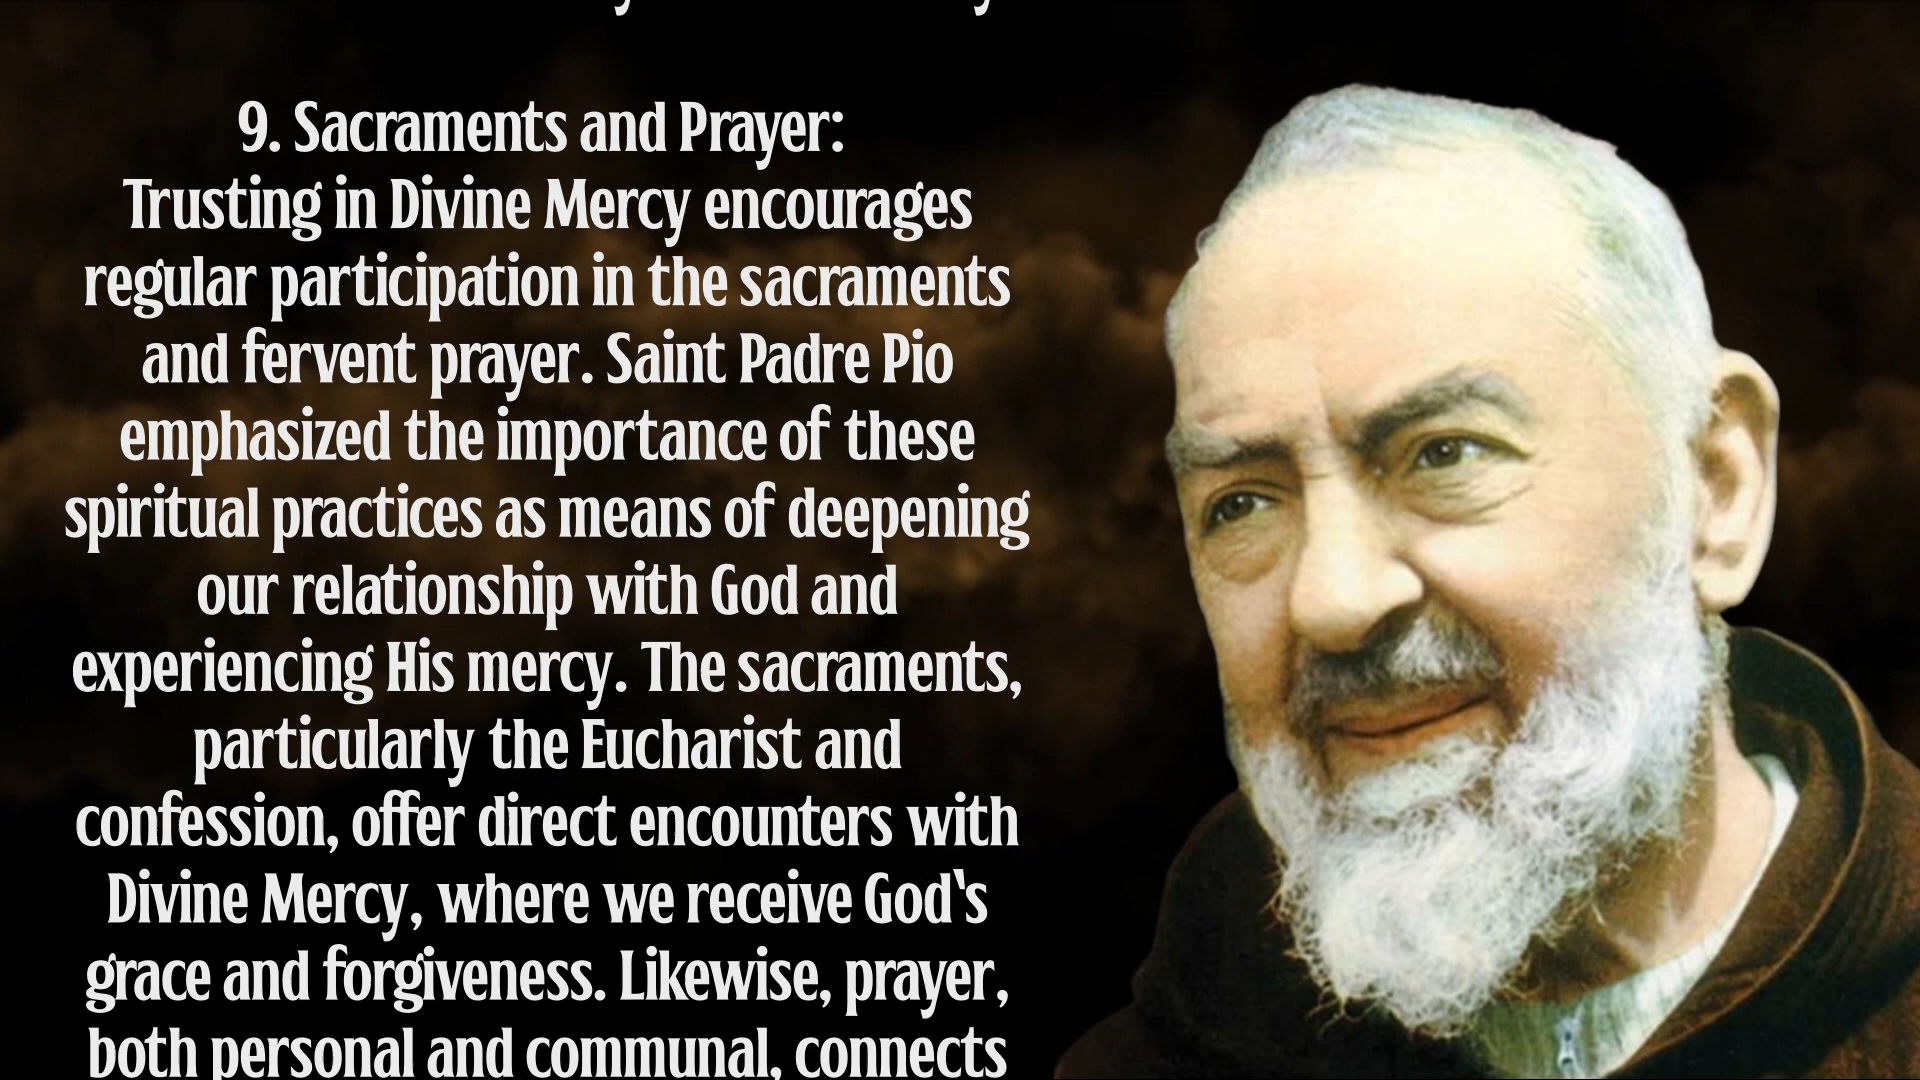 9. Sacraments and Prayer:
Trusting in Divine Mercy encourages
regular participation in the sacraments
and fervent prayer. Saint Padre Pio
emphasized the importance of these
spiritual practices as means of deepening
our relationship with God and
experiencing His mercy. The sacraments,
particularly the Eucharist and
confession, offer direct encounters with
Divine Mercy, where we receive God's
grace and forgiveness. Likewise, prayer,
both personal and communal, connects